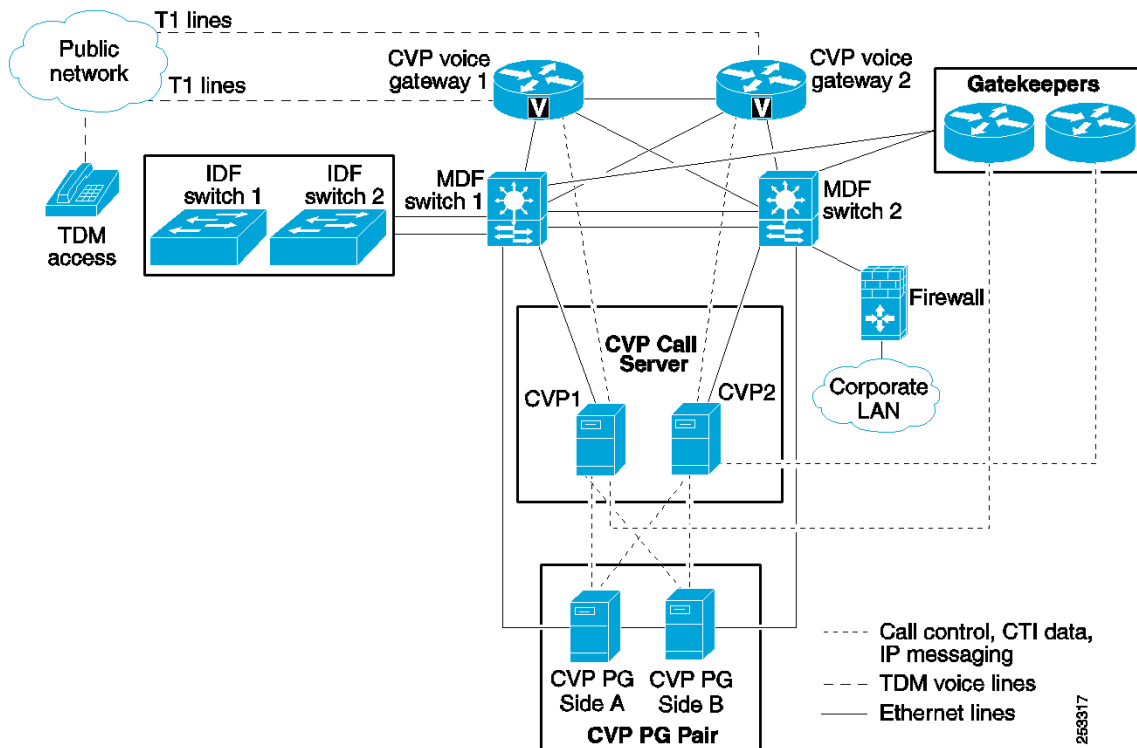 T1 lines
Public
network
T1 lines
CVP voice
gateway 1
CVP voice
gateway 2
Gatekeepers
V
V
IDF
switch 1
IDF
switch 2
MDF
switch 1
MDF
switch 2
TDM
access
Firewall
CVP Call
Server
CVP1
CVP2
Corporate
LAN
CVP PG
Side A
CVP PG
Side B
CVP PG Pair
Call control, CTI data,
IP messaging
TDM voice lines
Ethernet lines
253317